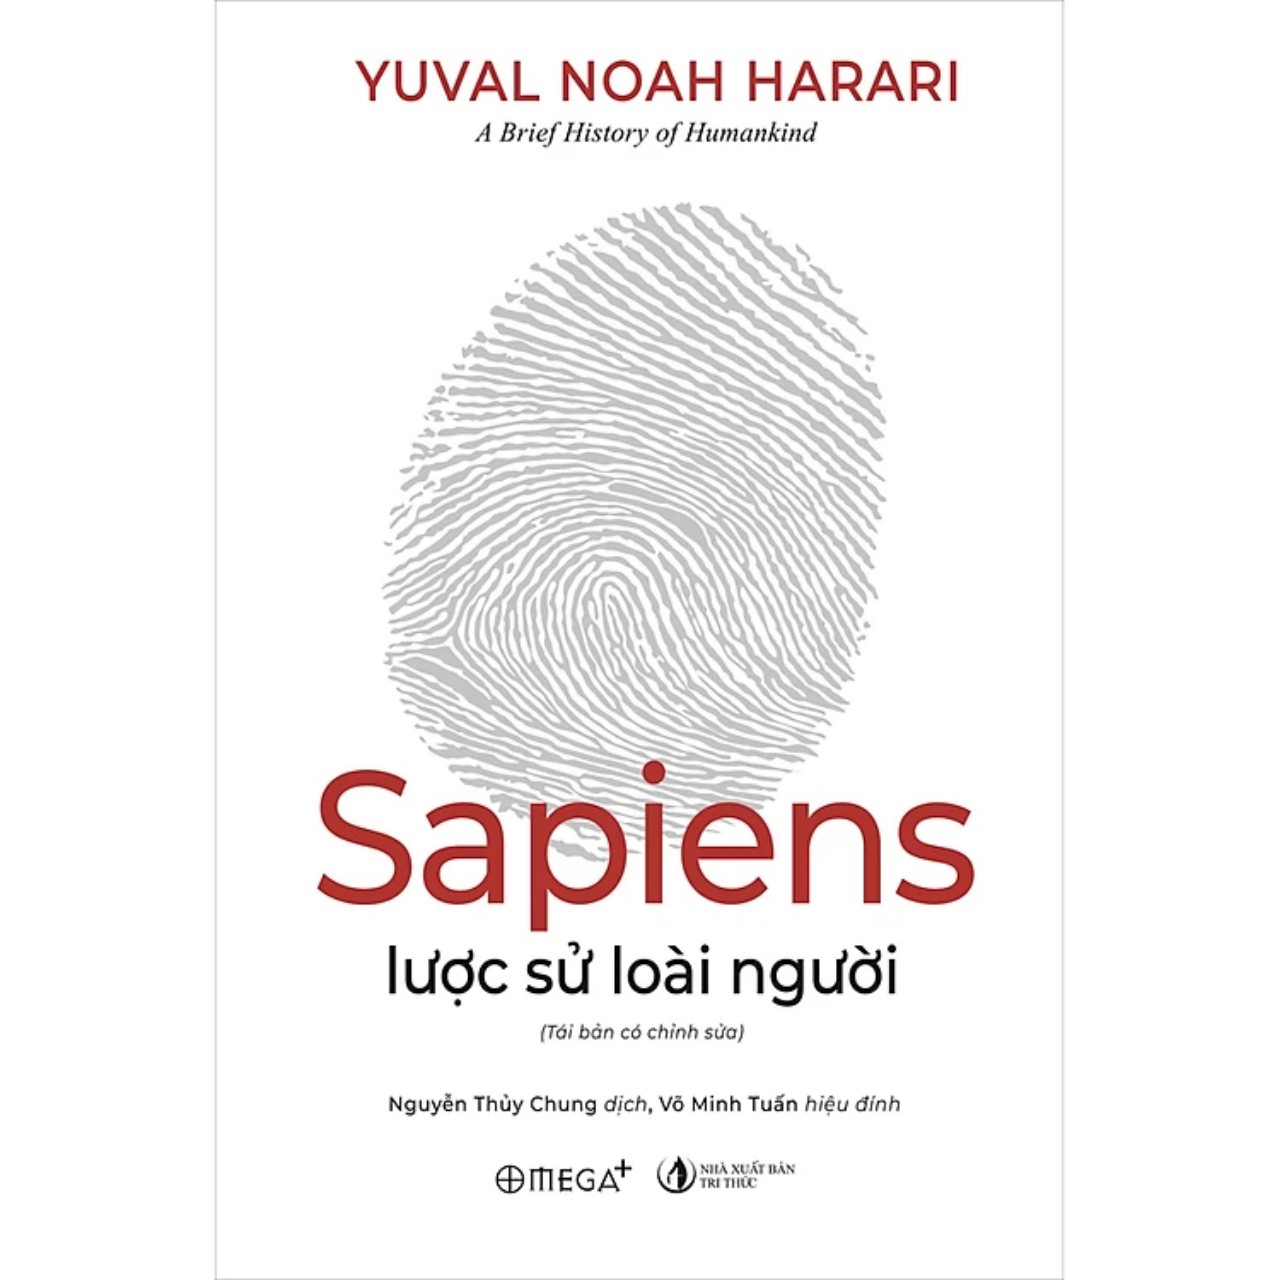 YUVAL NOAH HARARI
A Brief History of Humankind
Sapiens
lược sử loài người
(Tái bản có chỉnh sửa)
Nguyễn Thủy Chung dịch, Võ Minh Tuấn hiệu đính
OMEGA+
NHÀ XUẤT BẢN
TRI THỨC